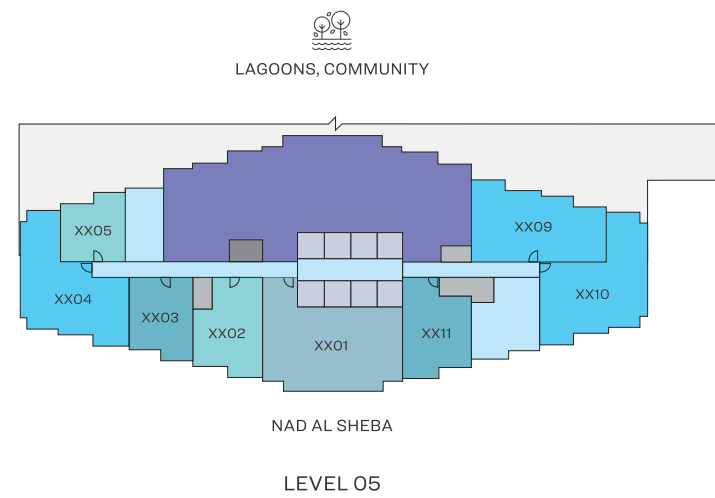 LAGOONS, COMMUNITY
XX05
XX09
XX04
XX10
XX03
XX02
XX01
XX11
NAD AL SHEBA
LEVEL 05